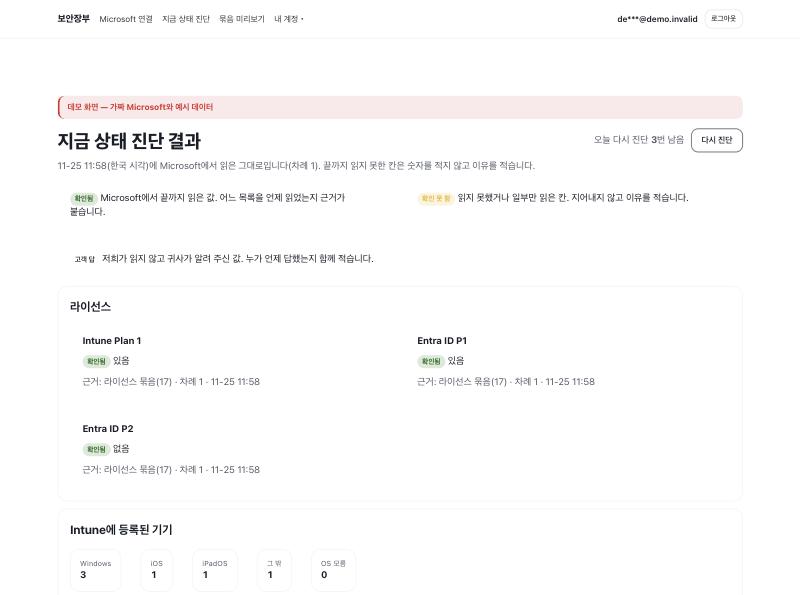 보안장부 Microsoft 연결 지금 상태 진단 묶음 미리보기 내 계정 de***@demo.invalid 로그아웃
데모 화면 — 가짜 Microsoft와 예시 데이터
지금 상태 진단 결과 오늘 다시 진단 3번 남음 다시 진단
11-25 11:58(한국 시각)에 Microsoft에서 읽은 그대로입니다(차례 1). 끝까지 읽지 못한 칸은 숫자를 적지 않고 이유를 적습니다.
확인됨 Microsoft에서 끝까지 읽은 값. 어느 목록을 언제 읽었는지 근거가
붙습니다.
확인 못 함 읽지 못했거나 일부만 읽은 칸. 지어내지 않고 이유를 적습니다.
고객 답 저희가 읽지 않고 귀사가 알려 주신 값. 누가 언제 답했는지 함께 적습니다.
라이선스
Intune Plan 1
확인됨 있음
근거: 라이선스 묶음(17) · 차례 1 · 11-25 11:58
Entra ID P1
확인됨 있음
근거: 라이선스 묶음(17) · 차례 1 · 11-25 11:58
Entra ID P2
확인됨 없음
근거: 라이선스 묶음(17) · 차례 1 · 11-25 11:58
Intune에 등록된 기기
Windows
3
iOS
1
iPadOS
1
그 밖
1
OS 모름
0